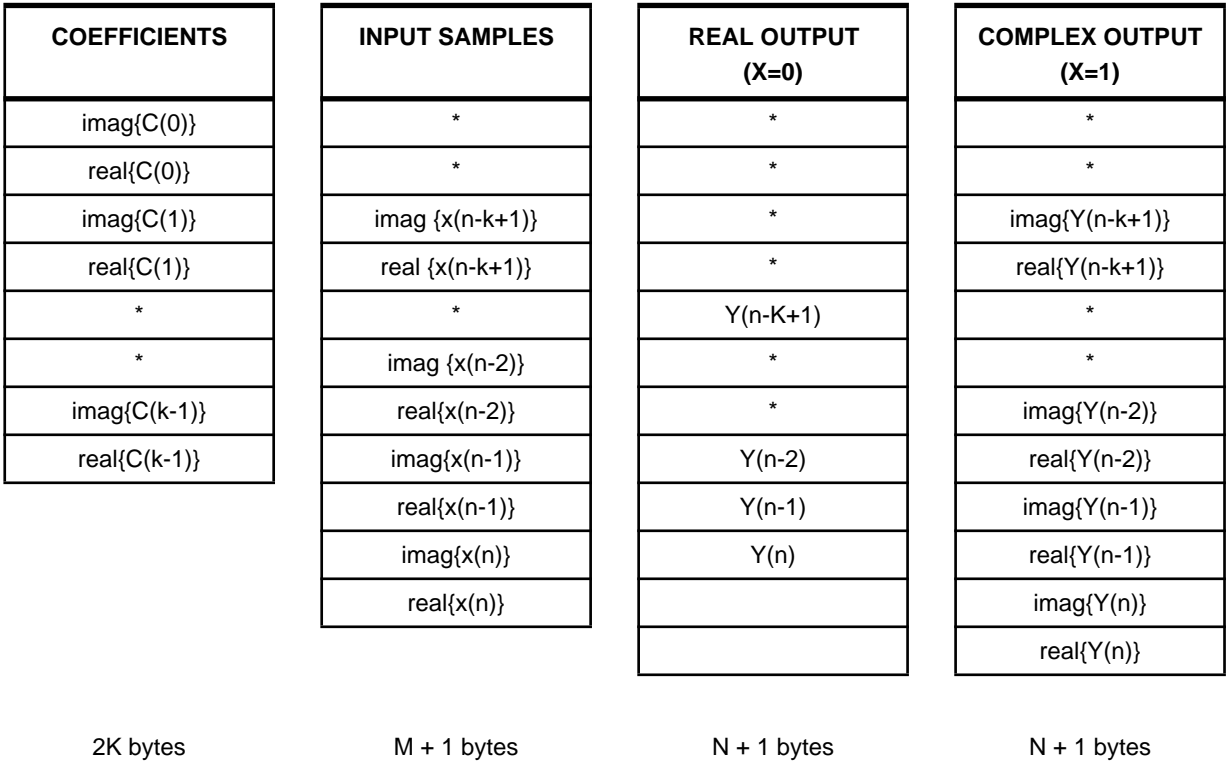 COEFFICIENTS
imag{C(0)}
real{C(0)}
imag{C(1)}
real{C(1)}
*
*
imag{C(k-1)}
real{C(k-1)}
2K bytes
INPUT SAMPLES
*
*
imag {x(n-k+1)}
real {x(n-k+1)}
*
imag {x(n-2)}
real{x(n-2)}
imag{x(n-1)}
real{x(n-1)}
imag{x(n)}
real{x(n)}
M + 1 bytes
REAL OUTPUT
(X=0)
*
*
*
*
Y(n-K+1)
*
*
Y(n-2)
Y(n-1)
Y(n)
N + 1 bytes
COMPLEX OUTPUT
(X=1)
*
*
imag{Y(n-k+1)}
real{Y(n-k+1)}
*
*
imag{Y(n-2)}
real{Y(n-2)}
imag{Y(n-1)}
real{Y(n-1)}
imag{Y(n)}
real{Y(n)}
N + 1 bytes